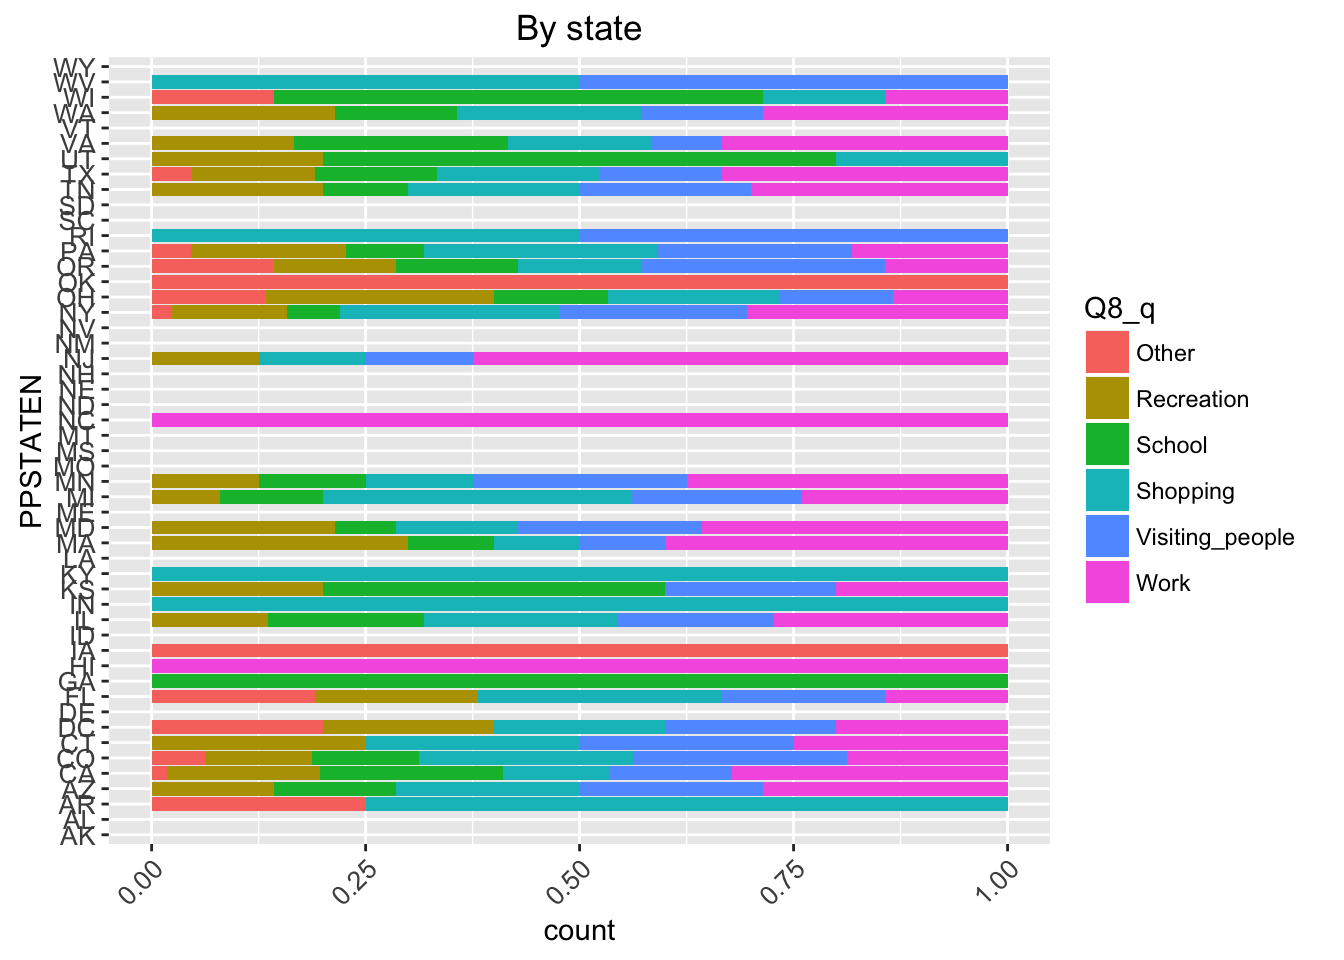 By state
PPSTATEN
WY
WV
WI
WA
VT
VA
UT
TX
TN
SD
SC
RI
PA
OR
OK
OH
NY
NV
NM
NJ
NH
NE
ND
NC
MT
MS
MO
MN
MI
ME
MD
MA
LA
KY
KS
IN
IL
ID
IA
HI
GA
FL
DE
DC
CT
CO
CA
AZ
AR
AL
AK
0.00
0.25
0.50
0.75
1.00
count
Q8_q
Other
Recreation
School
Shopping
Visiting_people
Work